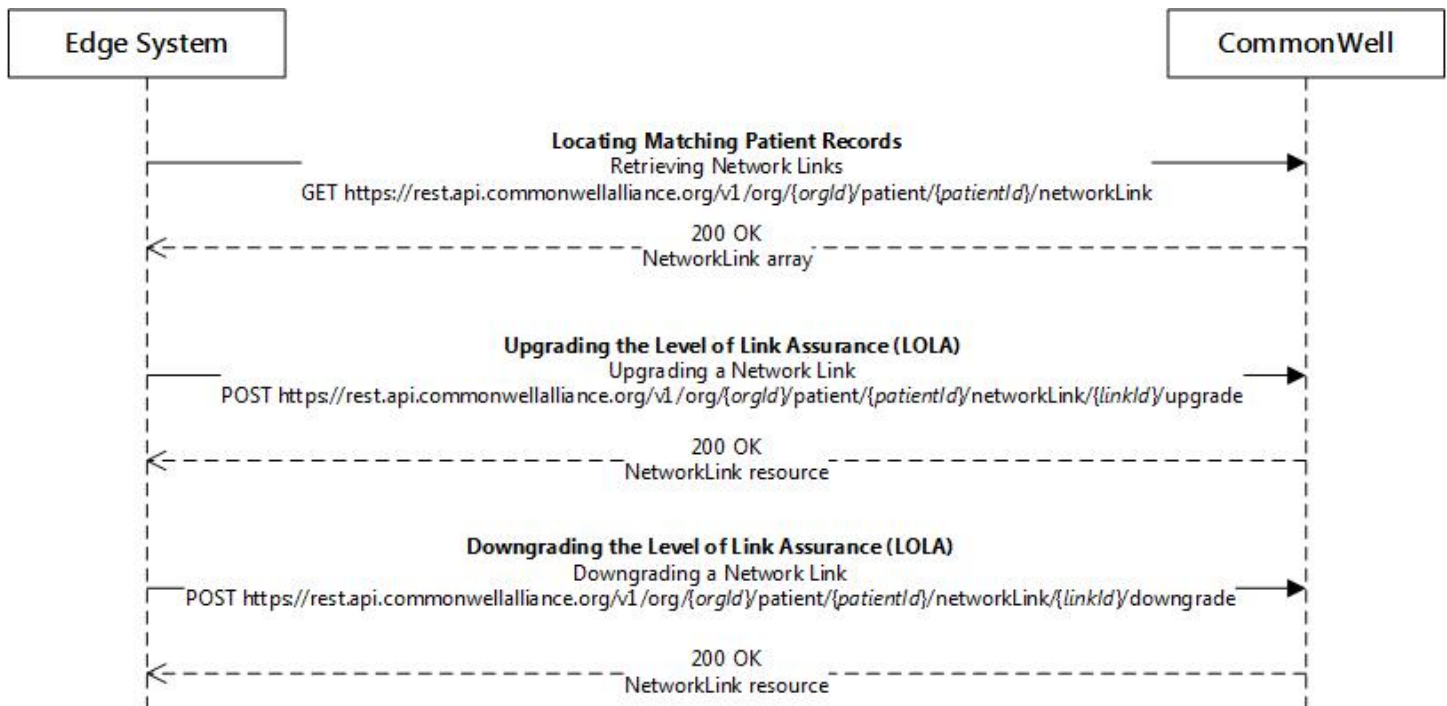 Edge System
CommonWell
Locating Matching Patient Records
Retrieving Network Links
GET https://rest.api.commonwellalliance.org/v1/org/{orgId}/patient/{patientId}/networkLink
200 OK
NetworkLink array
Upgrading the Level of Link Assurance (LOLA)
Upgrading a Network Link
POST https://rest.api.commonwellalliance.org/v1/org/{orgId}/patient/{patientId}/networkLink/{linkId}/upgrade
200 OK
NetworkLink resource
Downgrading the Level of Link Assurance (LOLA)
Downgrading a Network Link
POST https://rest.api.commonwellalliance.org/v1/org/{orgId}/patient/{patientId}/networkLink/{linkId}/downgrade
200 OK
NetworkLink resource